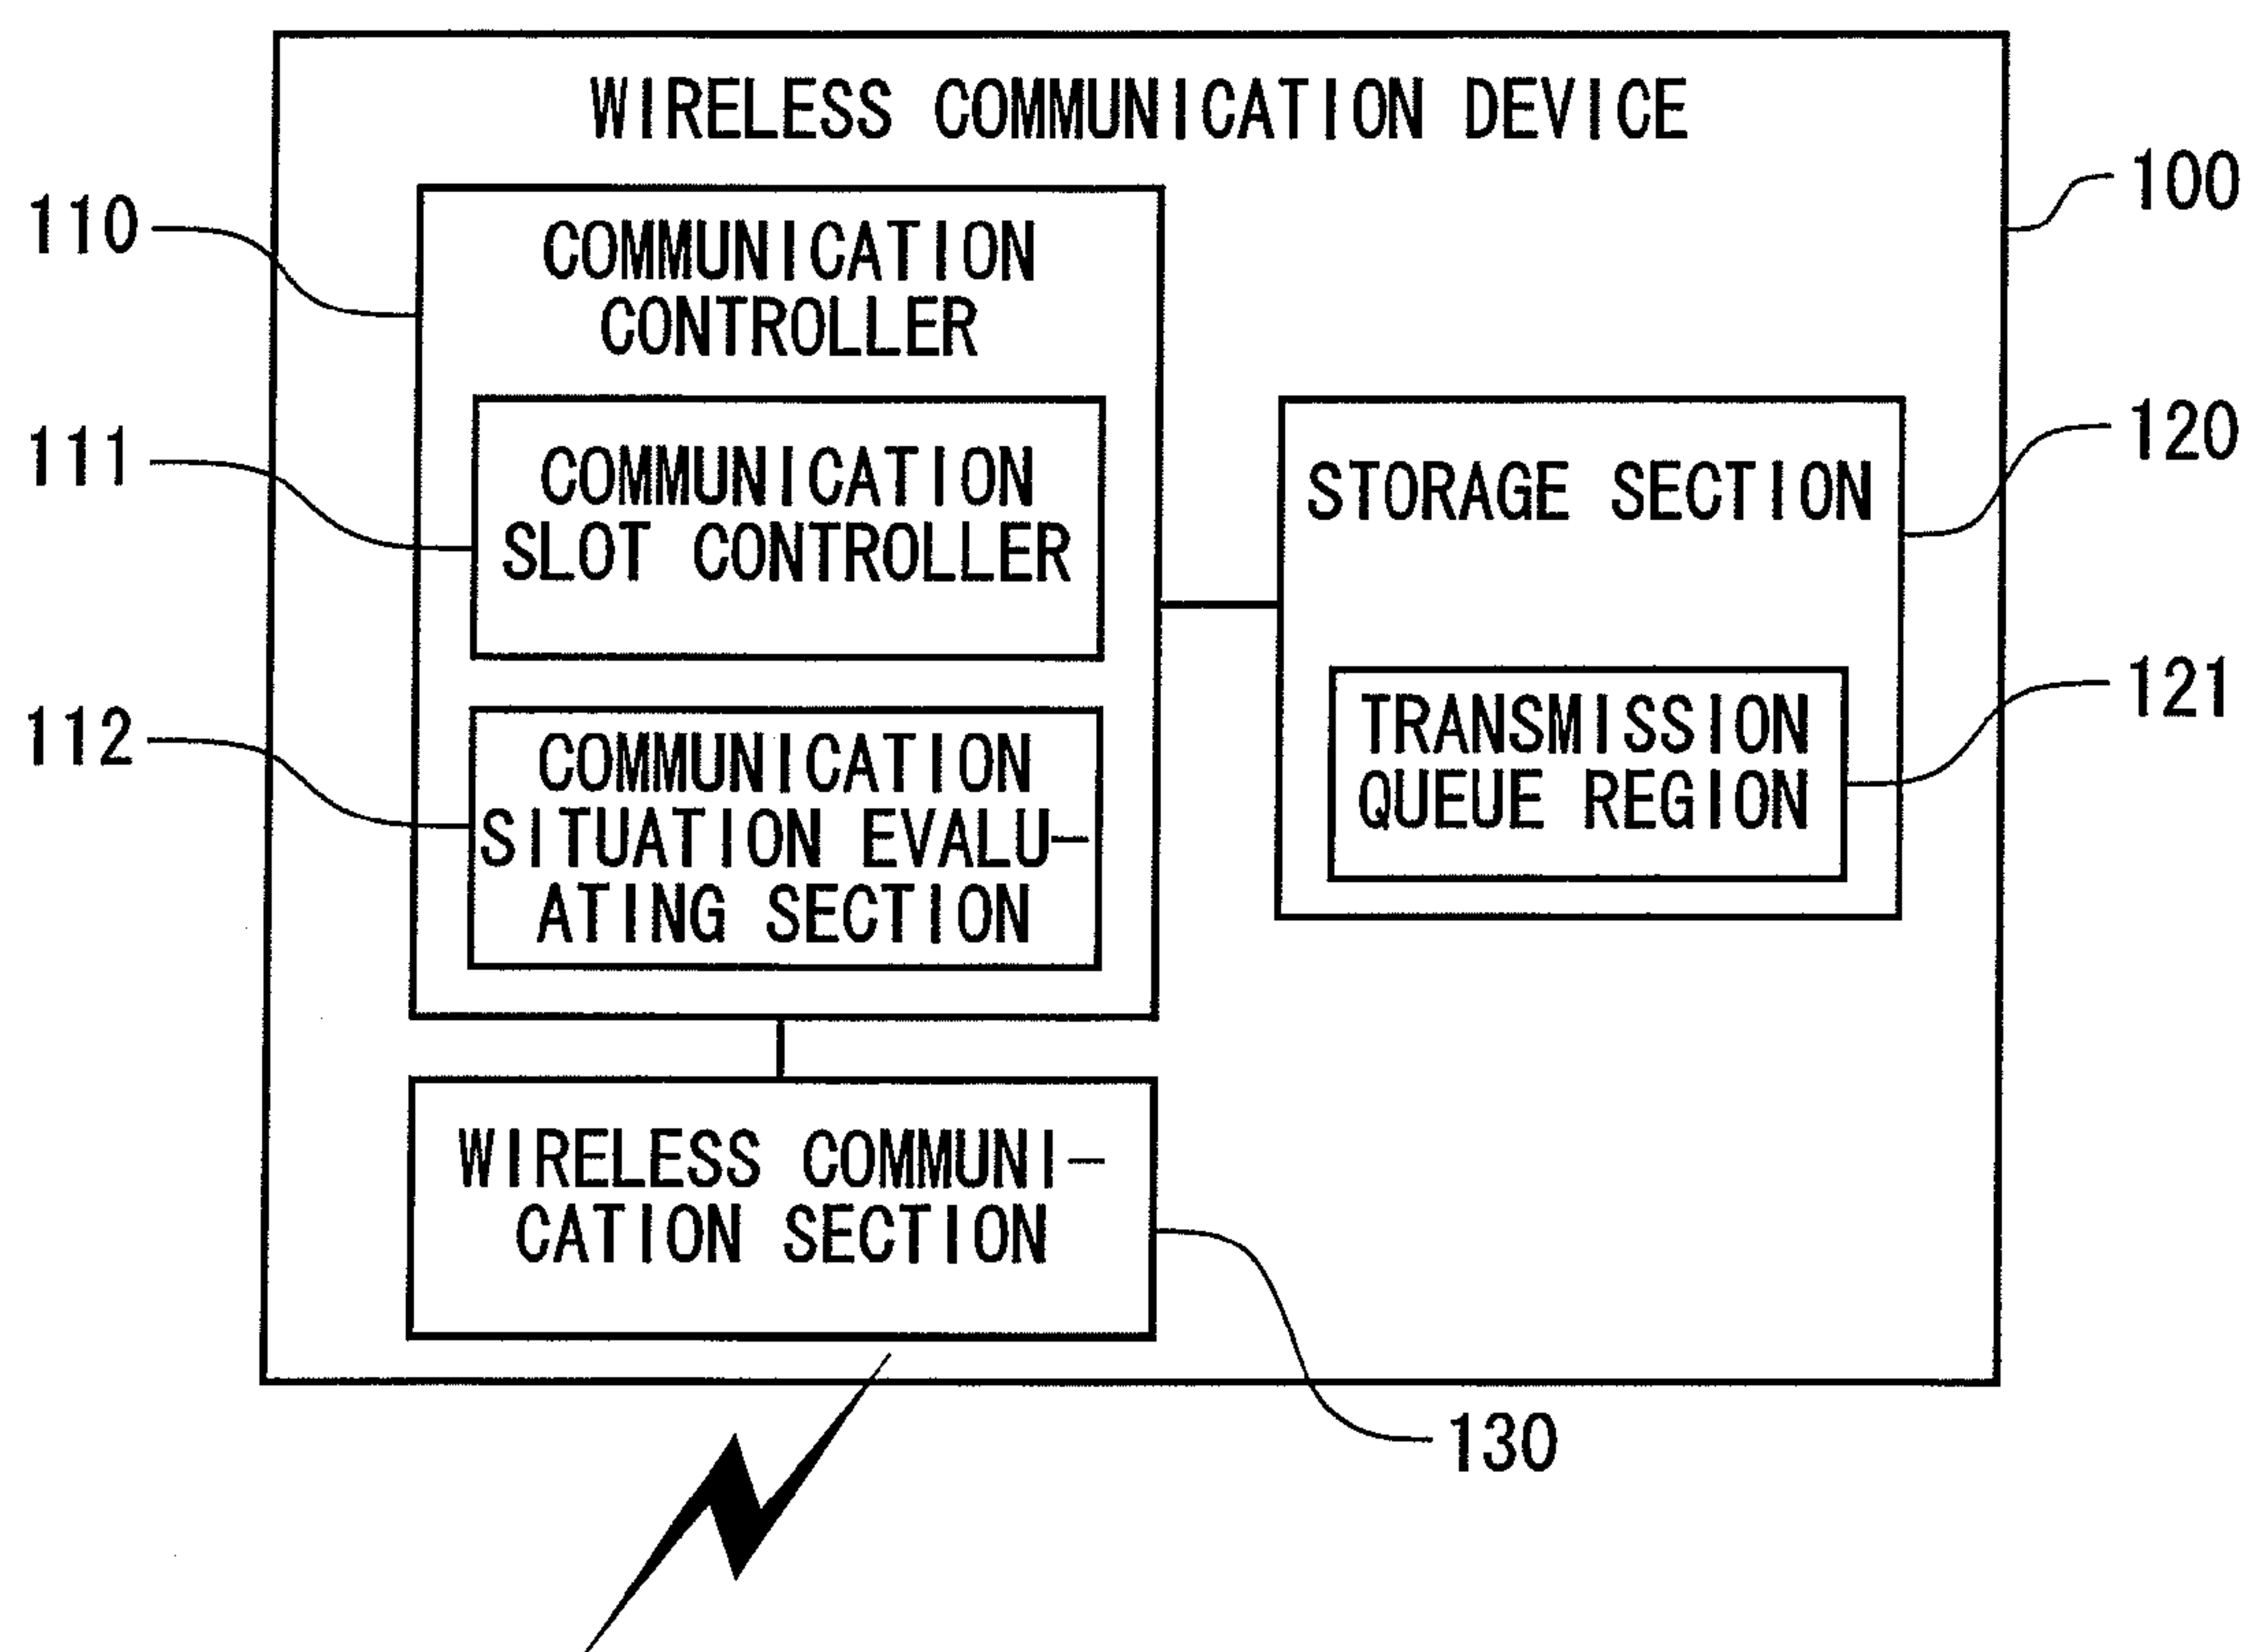 WIRELESS COMMUNICATION DEVICE
100
110
COMMUNICATION
CONTROLLER
111
COMMUNICATION
SLOT CONTROLLER
112
COMMUNICATION
SITUATION EVALU-
ATING SECTION
STORAGE SECTION
120
TRANSMISSION
QUEUE REGION
121
WIRELESS COMMUNI-
CATION SECTION
130